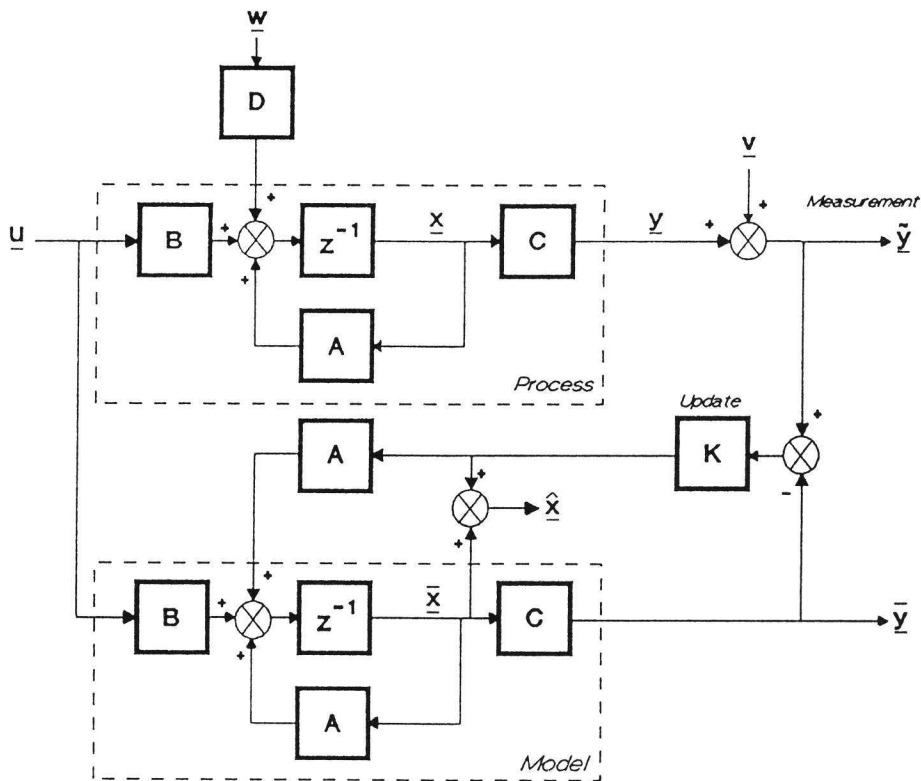 w
D
v
Measurement
+ +
u B + z⁻¹ x C y + ỹ
+
A
Process
Update
+
A K
+ x̂ -
+
+
B + z⁻¹ x̄ C ȳ
+
A
Model